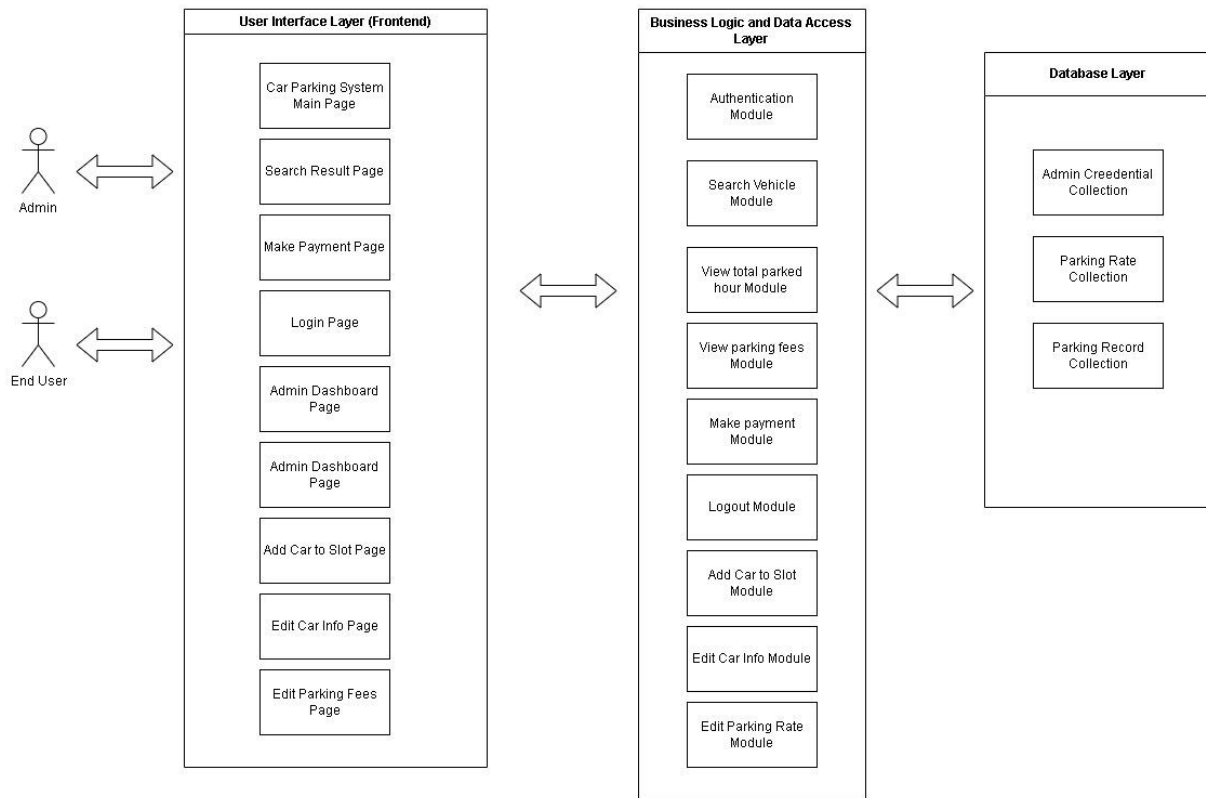 User Interface Layer (Frontend)
Car Parking System
Main Page
Search Result Page
Make Payment Page
Login Page
Admin Dashboard
Page
Admin Dashboard
Page
Add Car to Slot Page
Edit Car Info Page
Edit Parking Fees
Page
Admin
End User
Business Logic and Data Access
Layer
Authentication
Module
Search Vehicle
Module
View total parked
hour Module
View parking fees
Module
Make payment
Module
Logout Module
Add Car to Slot
Module
Edit Car Info Module
Edit Parking Rate
Module
Database Layer
Admin Creedential
Collection
Parking Rate
Collection
Parking Record
Collection